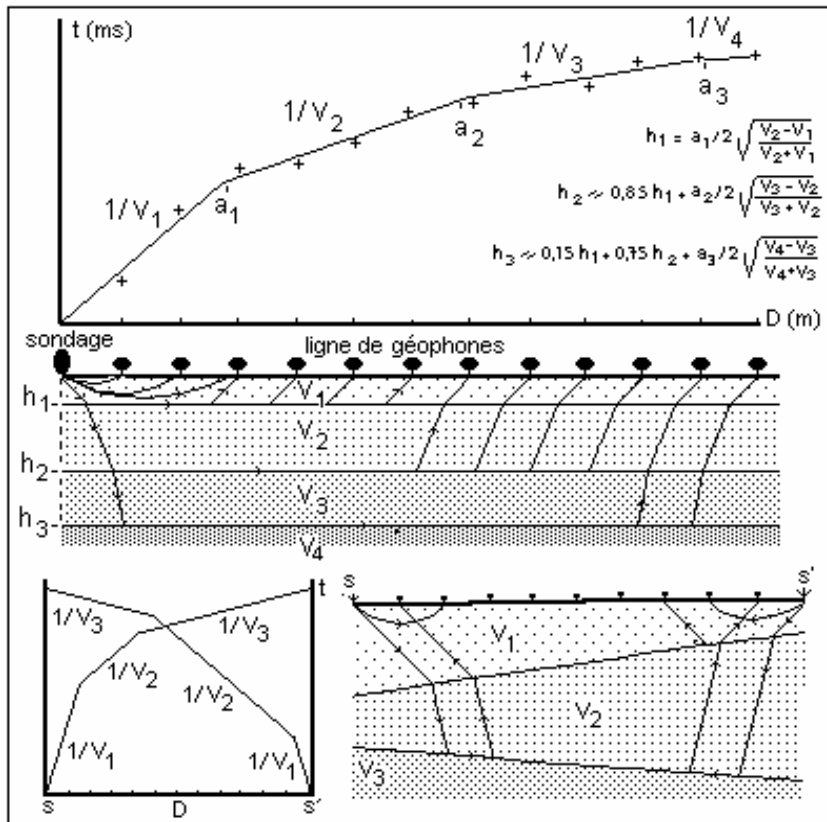 t (ms)
1/V1
1/V2
1/V3
1/V4
a1
a2
a3
h1 = a1/2 √(V2-V1/V2+V1)
h2 ≁ 0,85 h1 + a2/2 √(V3-V2/V3+V2)
h3 ≁ 0,15 h1 + 0,75 h2 + a3/2 √(V4-V3/V4+V3)
D (m)
sondage
ligne de géophones
h1
V1
V2
h2
V3
h3
V4
t
1/V3
1/V3
1/V2
1/V2
1/V1
1/V1
s
D
s'
s
s'
V1
V2
V3